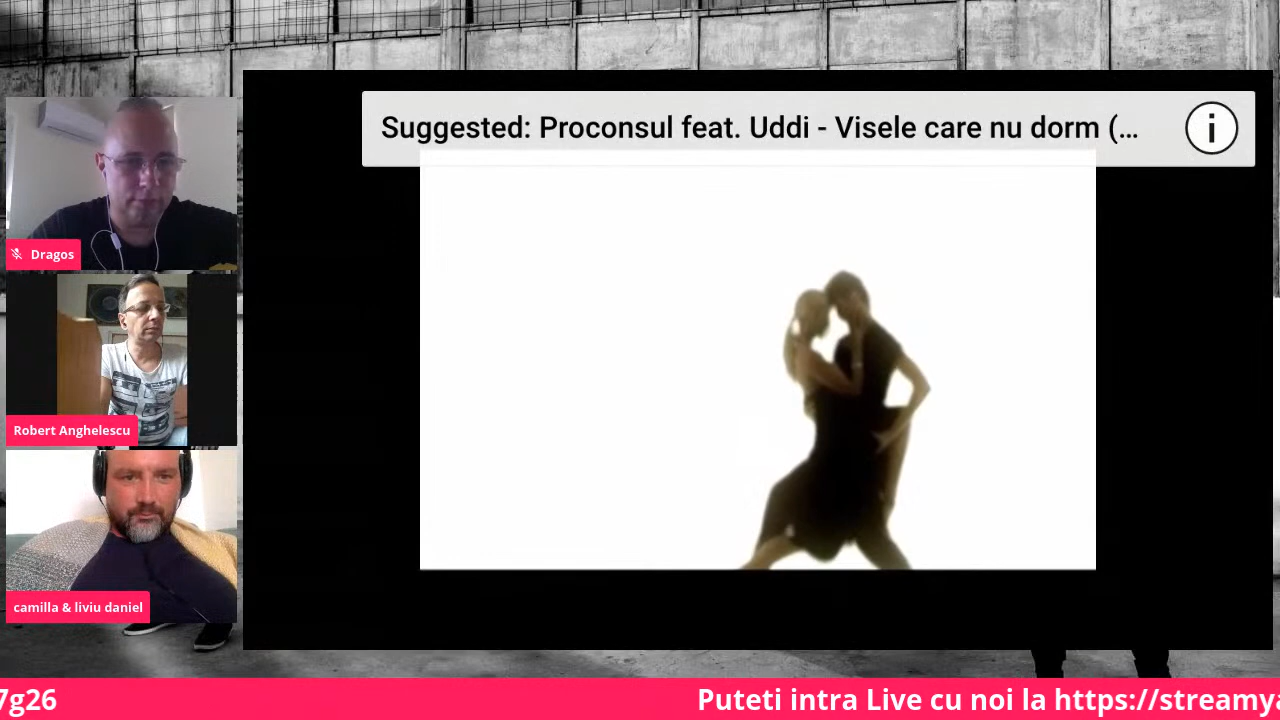 Suggested: Proconsul feat. Uddi - Visele care nu dorm (...
Dragos
Robert Anghelescu
camilla & liviu daniel
7g26
Puteti intra Live cu noi la https://streamya